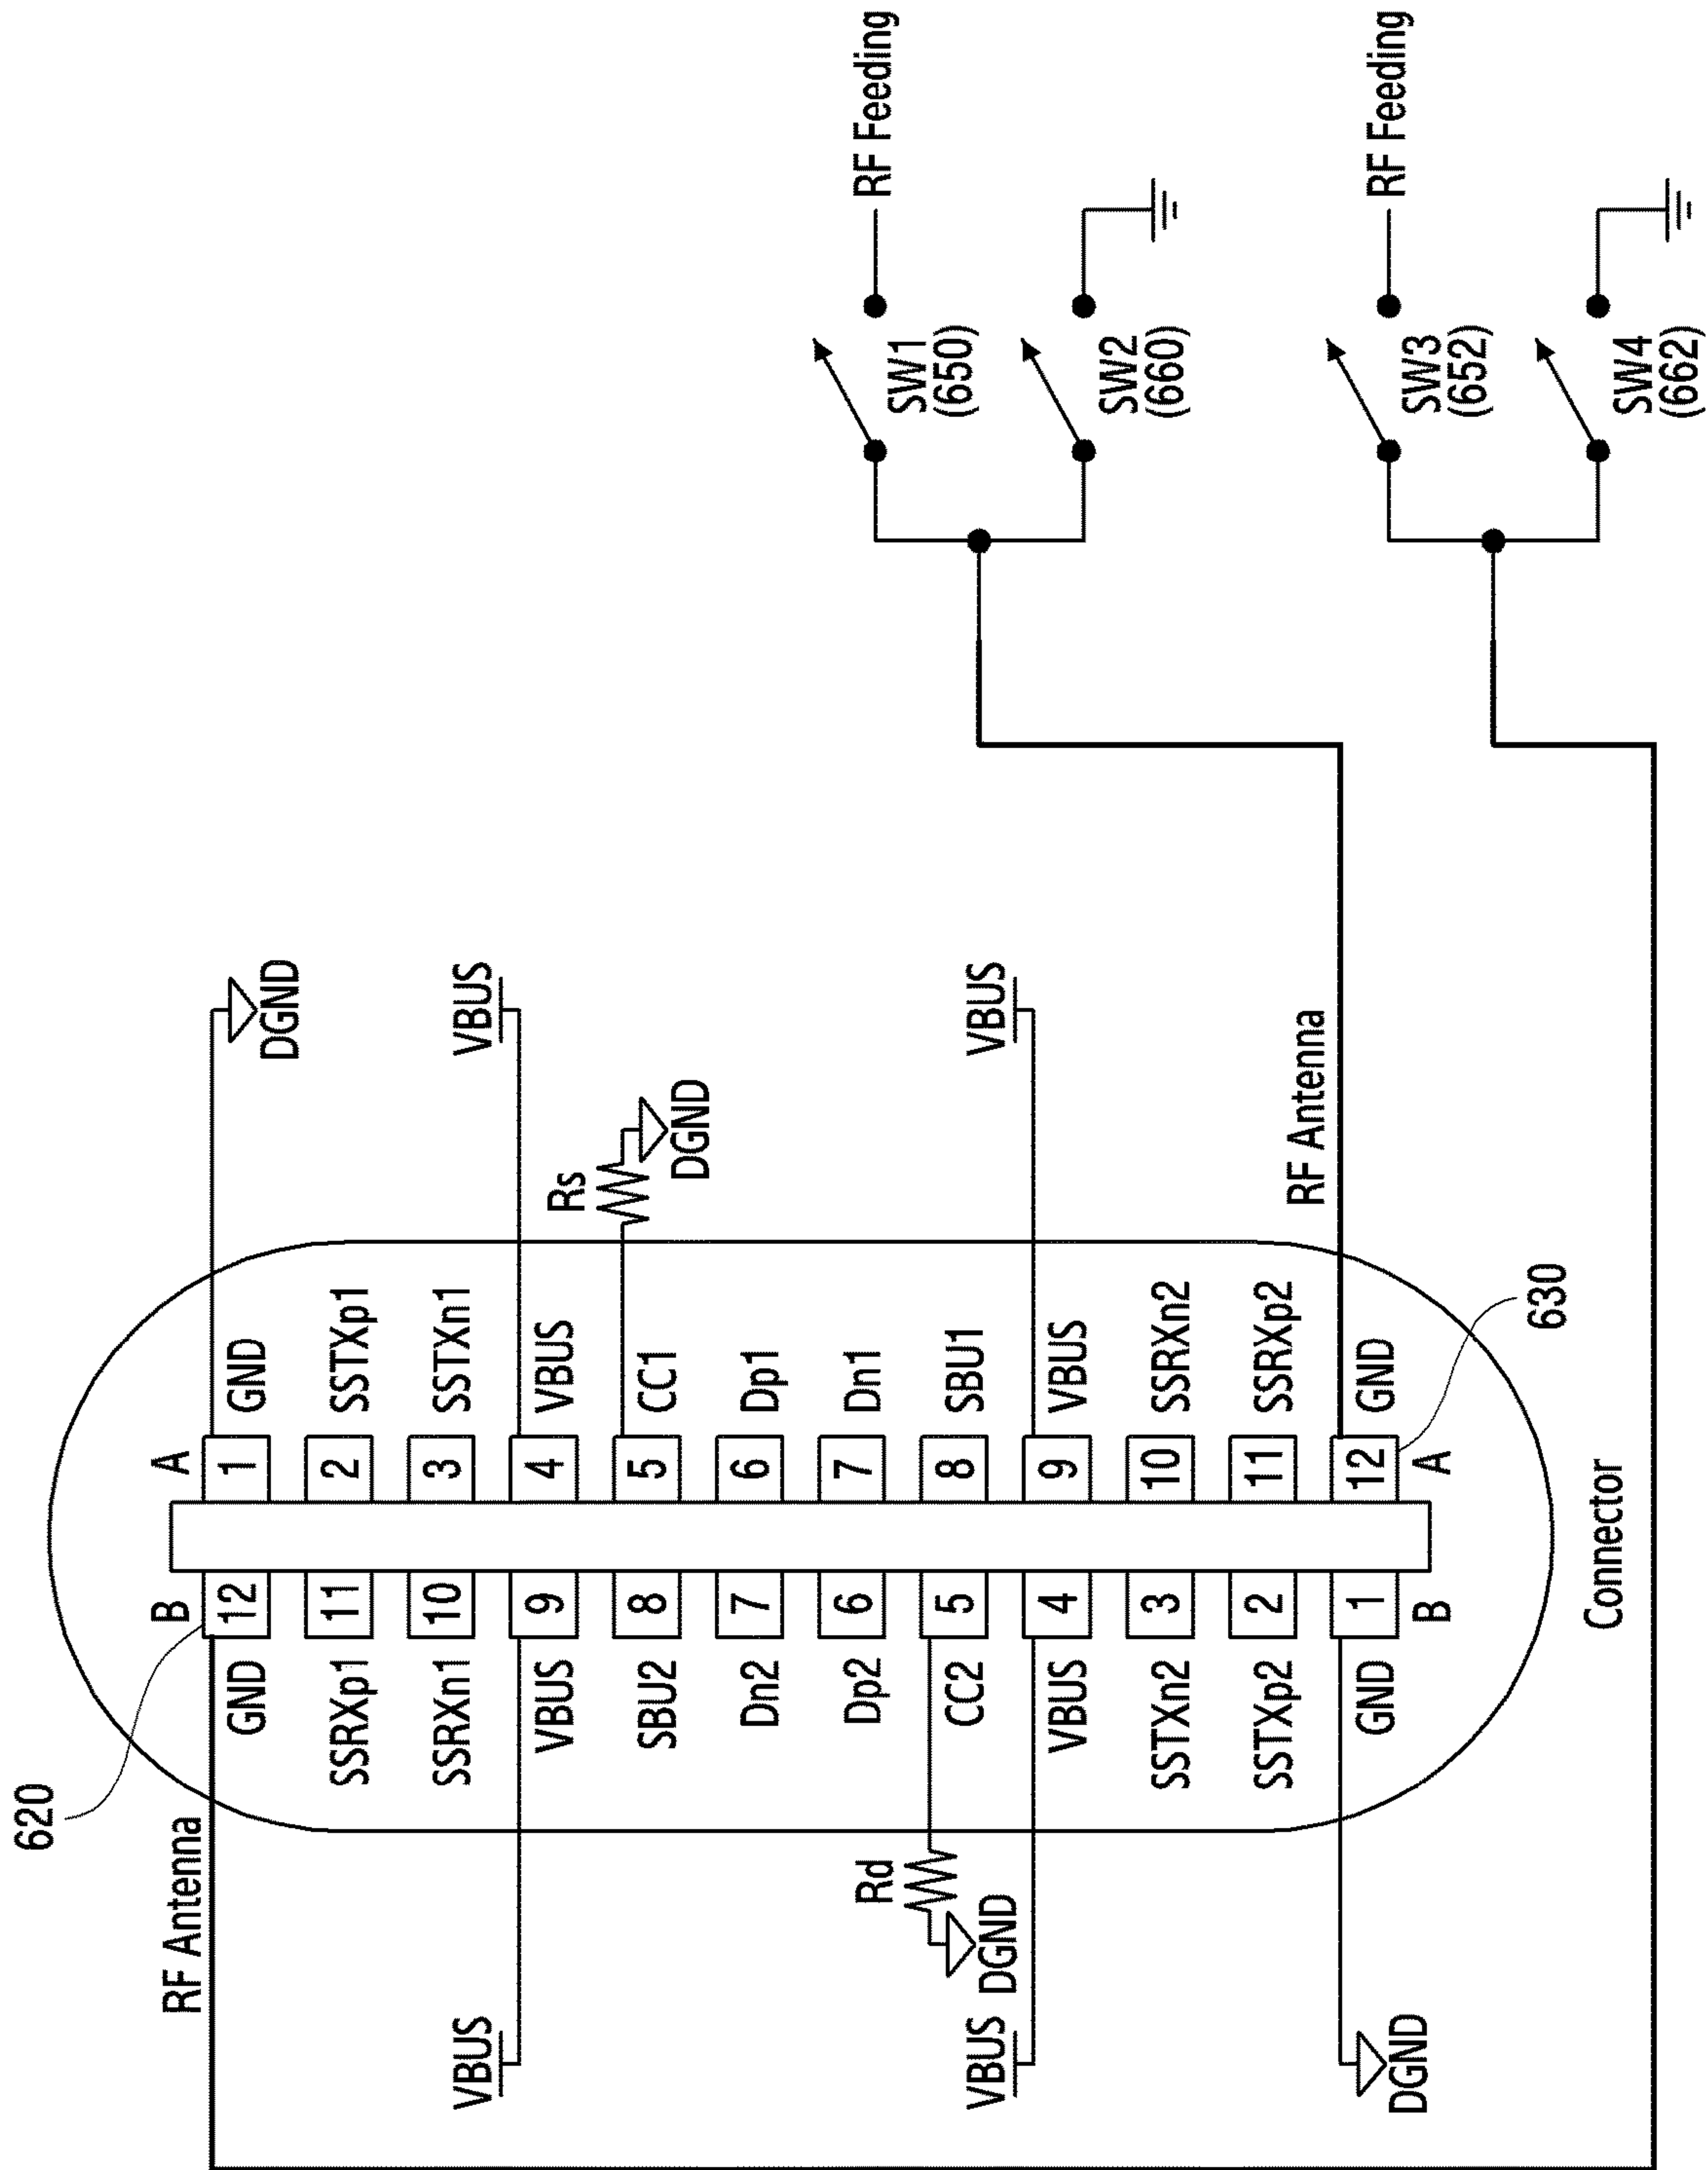 620
RF Antenna
B A
GND 12 1 GND
DGND
SSRXp1 11 2 SSTXp1
SSRXn1 10 3 SSTXn1
VBUS VBUS
VBUS 9 4 VBUS
Rs
SBU2 8 5 CC1
DGND
Dn2 7 6 Dp1
Rd
Dp2 6 7 Dn1
RF Feeding
SW1
(650)
CC2 5 8 SBU1
DGND
VBUS VBUS
VBUS 4 9 VBUS
SW2
(660)
SSTXn2 3 10 SSRXn2
SSTXp2 2 11 SSRXp2
RF Antenna
GND 1 12 GND
RF Feeding
DGND
B A
SW3
(652)
630
Connector
SW4
(662)